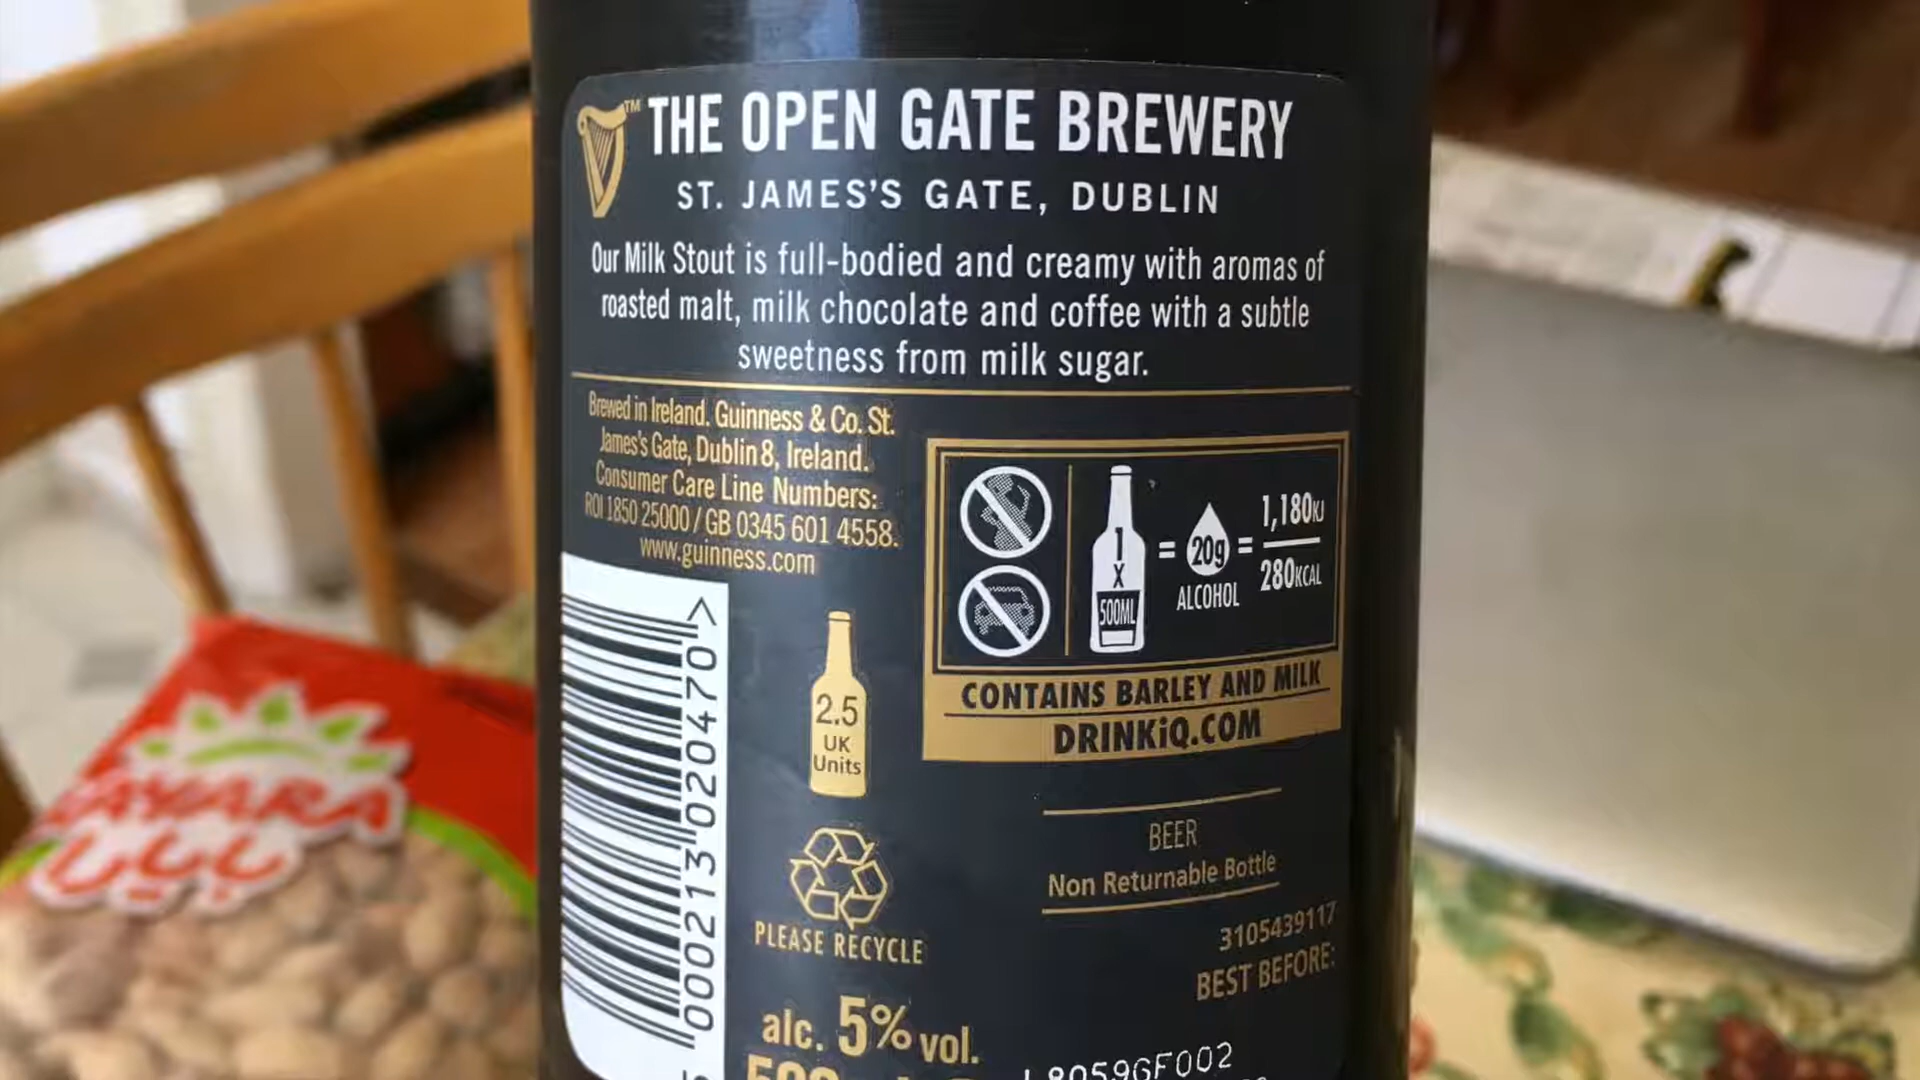 ™ THE OPEN GATE BREWERY
ST. JAMES'S GATE, DUBLIN
Our Milk Stout is full-bodied and creamy with aromas of
roasted malt, milk chocolate and coffee with a subtle
sweetness from milk sugar.
Brewed in Ireland. Guinness & Co. St.
James's Gate, Dublin 8, Ireland.
Consumer Care Line Numbers:
ROI 1850 25000 / GB 0345 601 4558.
www.guinness.com
1 X 500ML = 20g ALCOHOL = 1,180KJ 280KCAL
CONTAINS BARLEY AND MILK
DRINKiQ.COM
2.5
UK
Units
000213 020470 >
PLEASE RECYCLE
BEER
Non Returnable Bottle
3105439117
BEST BEFORE:
alc. 5% vol.
L8059GF002